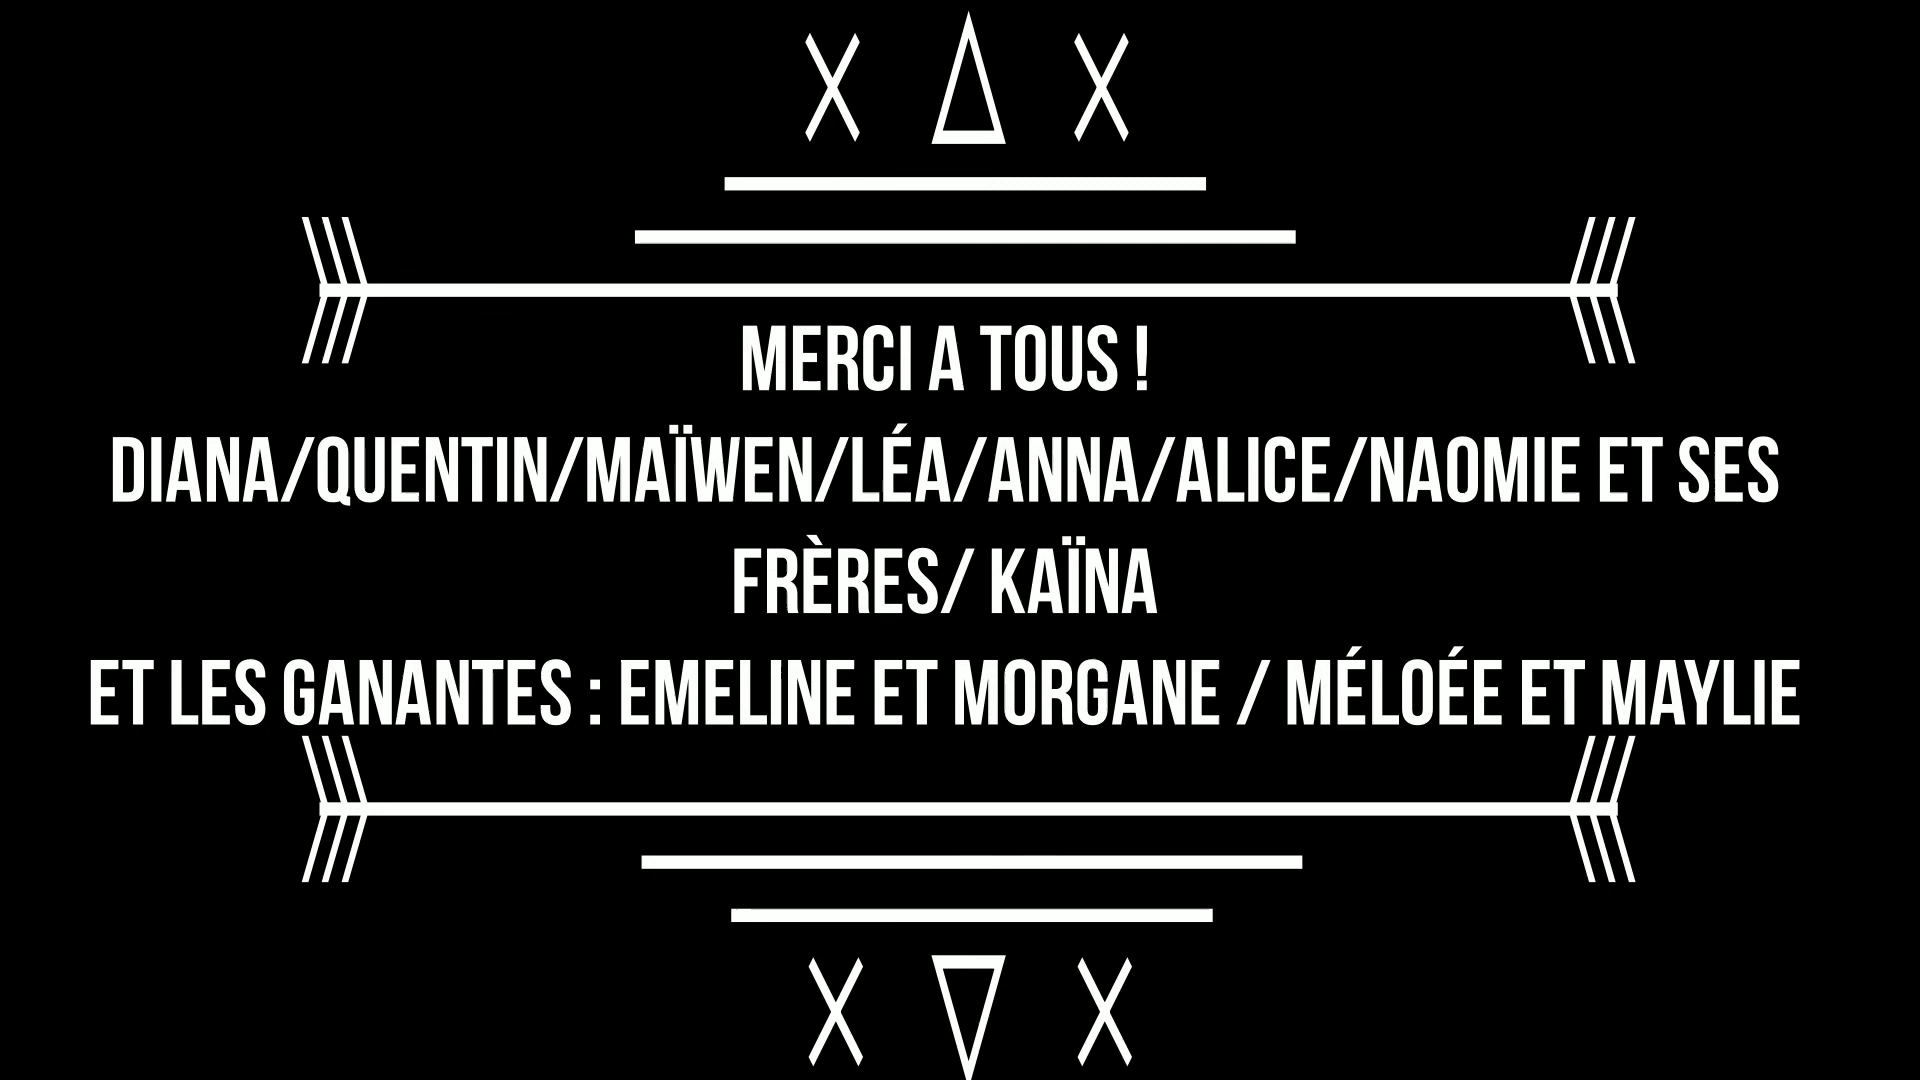 MERCI A TOUS !
DIANA/QUENTIN/MAÏWEN/LÉA/ANNA/ALICE/NAOMIE ET SES
FRÈRES/ KAÏNA
ET LES GANANTES : EMELINE ET MORGANE / MÉLOÉE ET MAYLIE